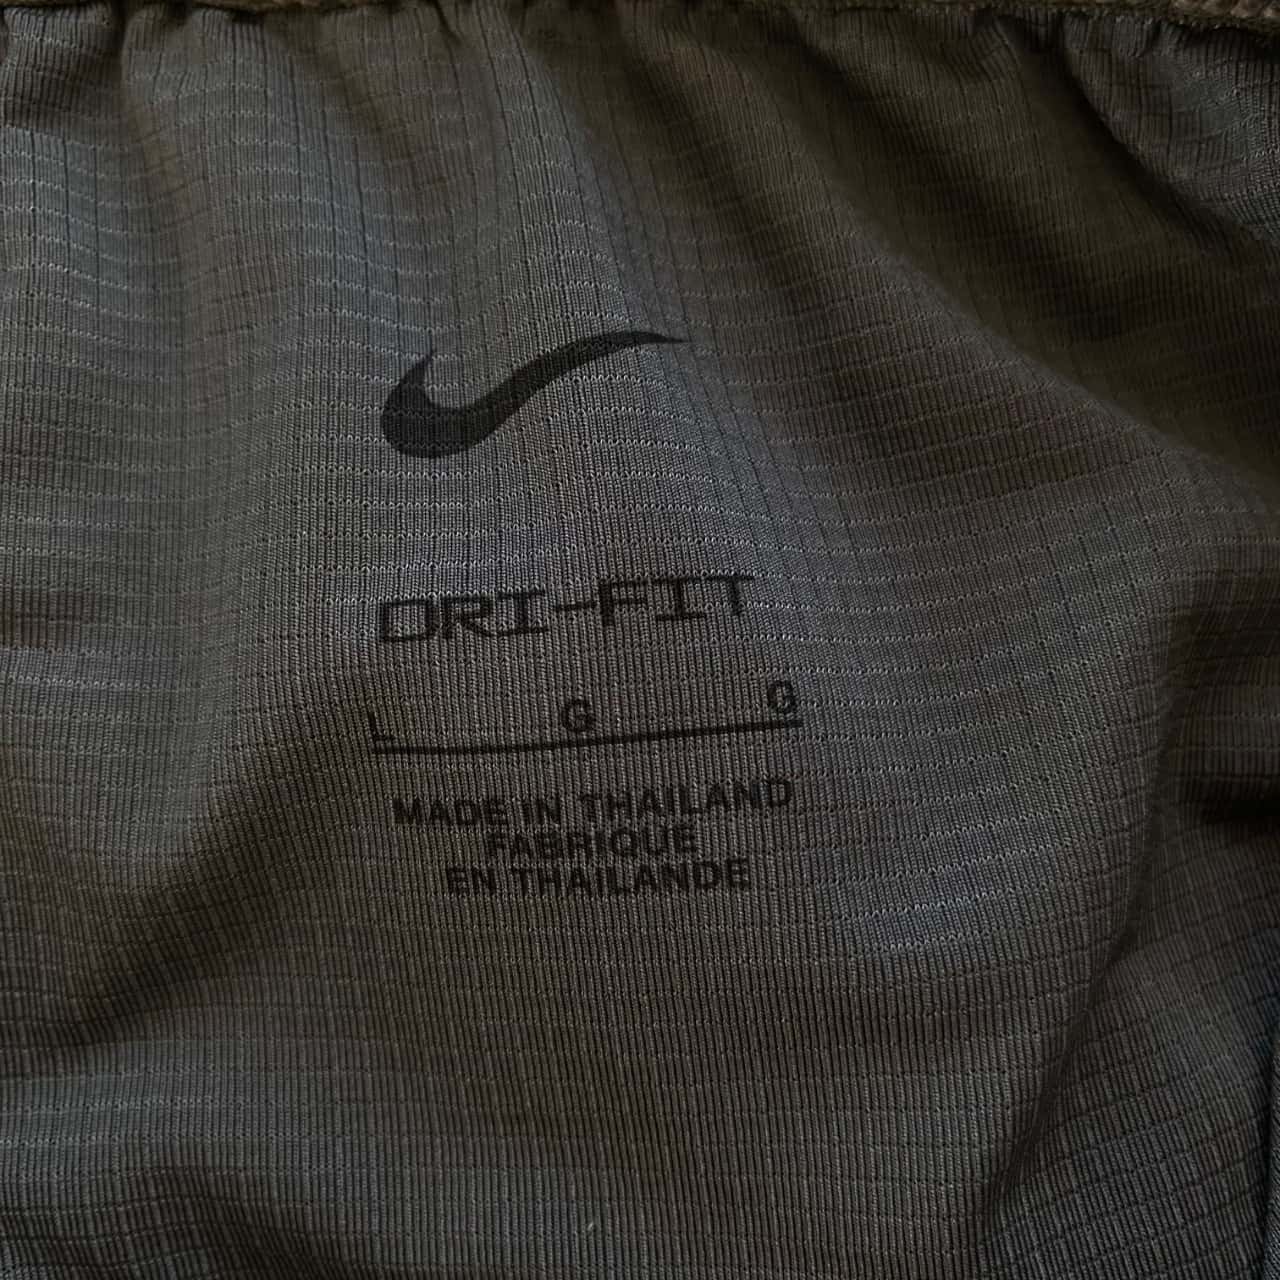 DRI-FIT
L G G
MADE IN THAILAND
FABRIQUE
EN THAILANDE